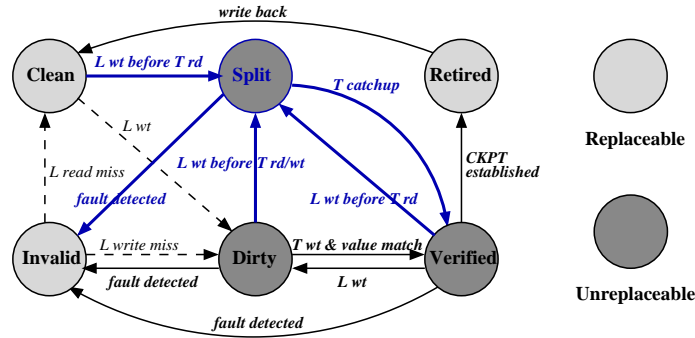 write back
Clean
L wt before T rd
Split
Retired
T catchup
Replaceable
L wt
L read miss
L wt before T rd/wt
CKPT
established
fault detected
L wt before T rd
Invalid
L write miss
Dirty
T wt & value match
Verified
fault detected
L wt
Unreplaceable
fault detected